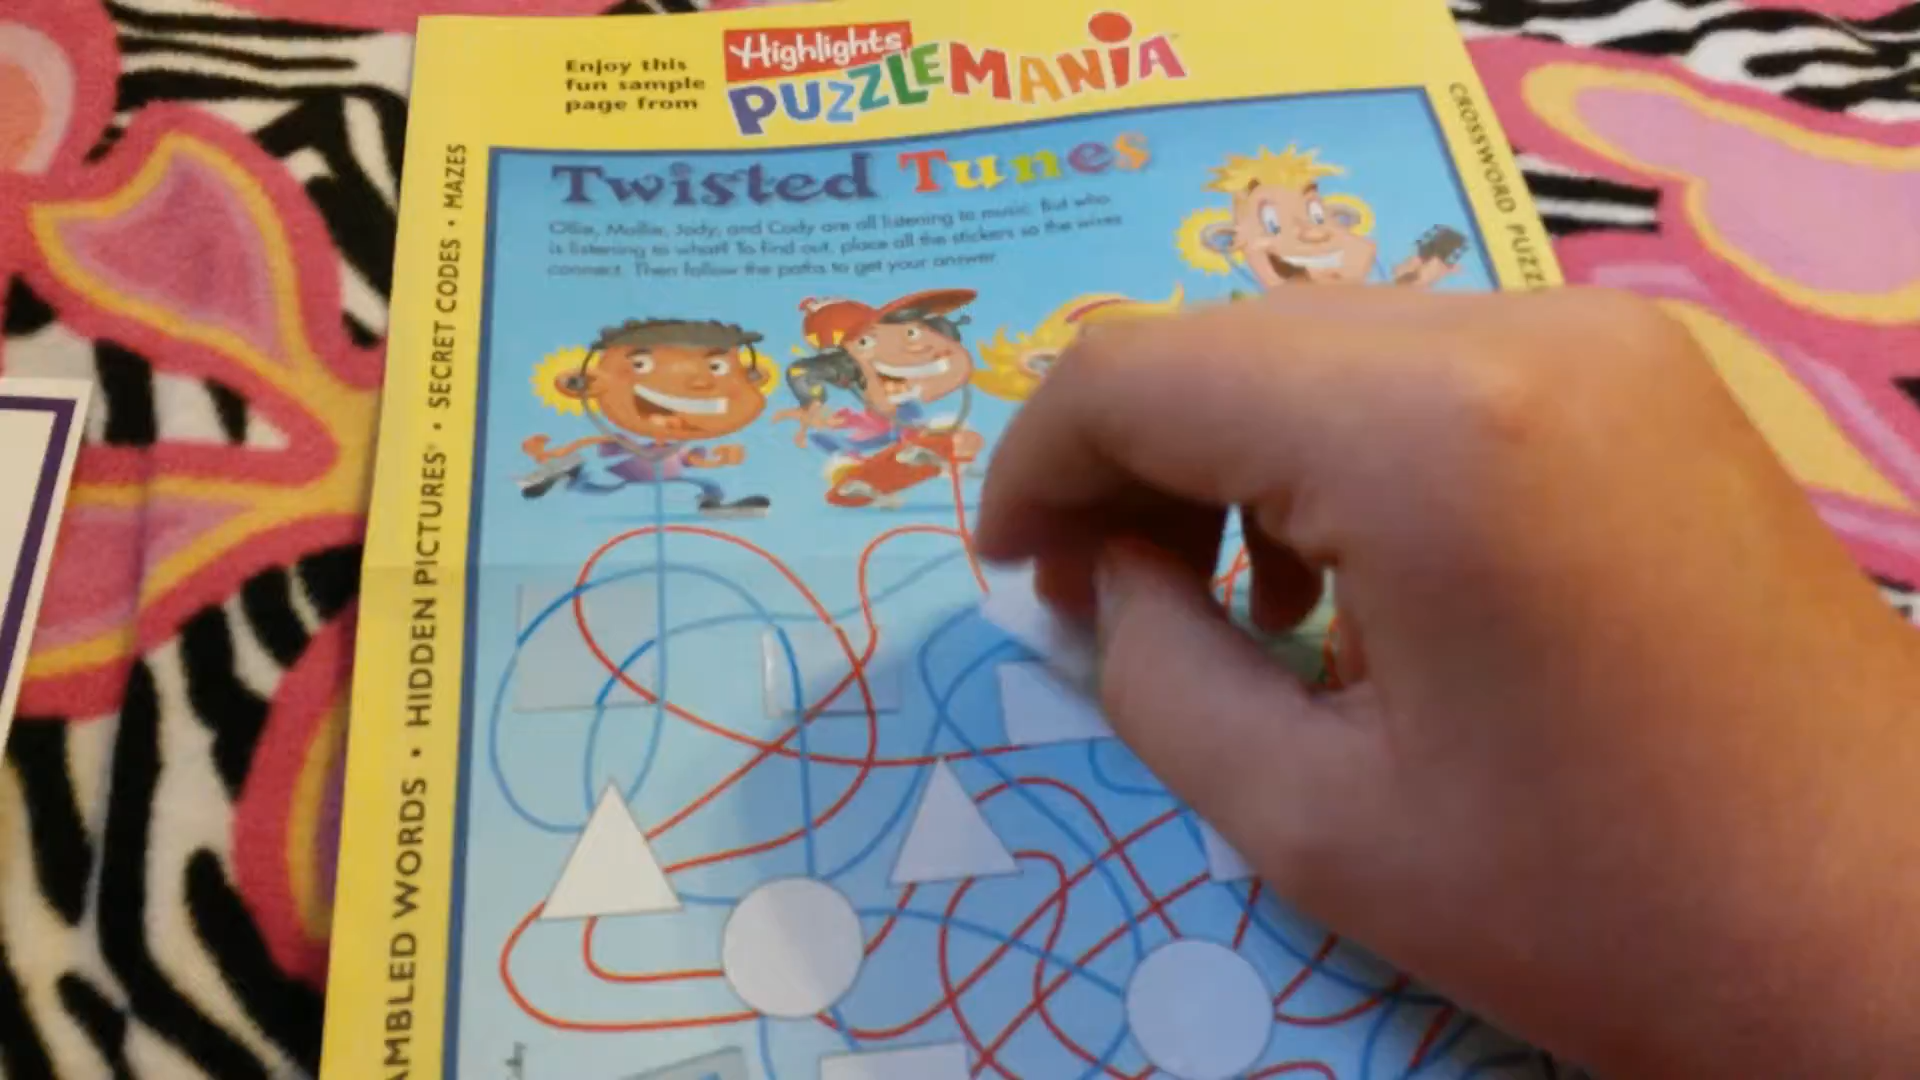 Enjoy this
fun sample
page from
Highlights
PUZZLEMANIA
Twisted Tunes
Ollie, Mollie, Jody, and Cody are all listening to music. But who
is listening to what? To find out, place all the stickers so the wires
connect. Then follow the paths to get your answer.
AMBLED WORDS • HIDDEN PICTURES® • SECRET CODES • MAZES
CROSSWORD PUZZ